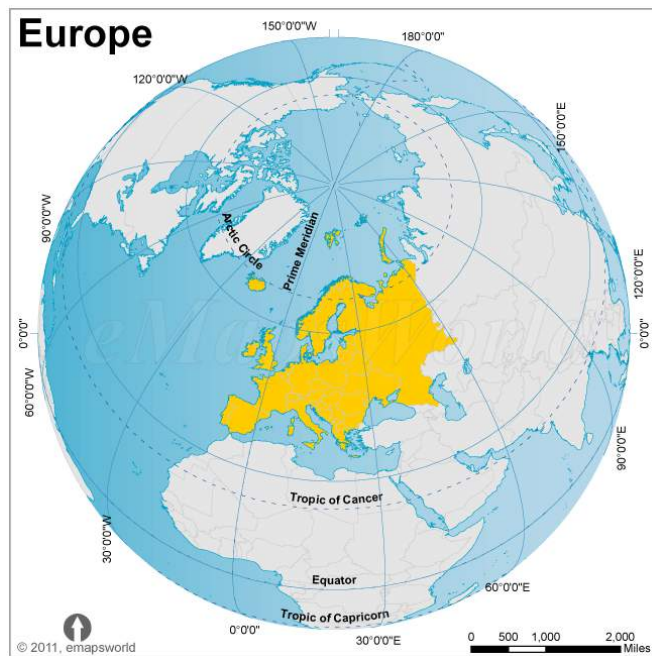 Europe
150°0'0"W
180°0'0"
120°0'0"W
150°0'0"E
90°0'0"W
Arctic Circle
Prime Meridian
120°0'0"E
0°0'0"
eMapsWorld
60°0'0"W
90°0'0"E
Tropic of Cancer
30°0'0"W
Equator
60°0'0"E
Tropic of Capricorn
0°0'0"
30°0'0"E
0 500 1,000 2,000
Miles
© 2011, emapsworld